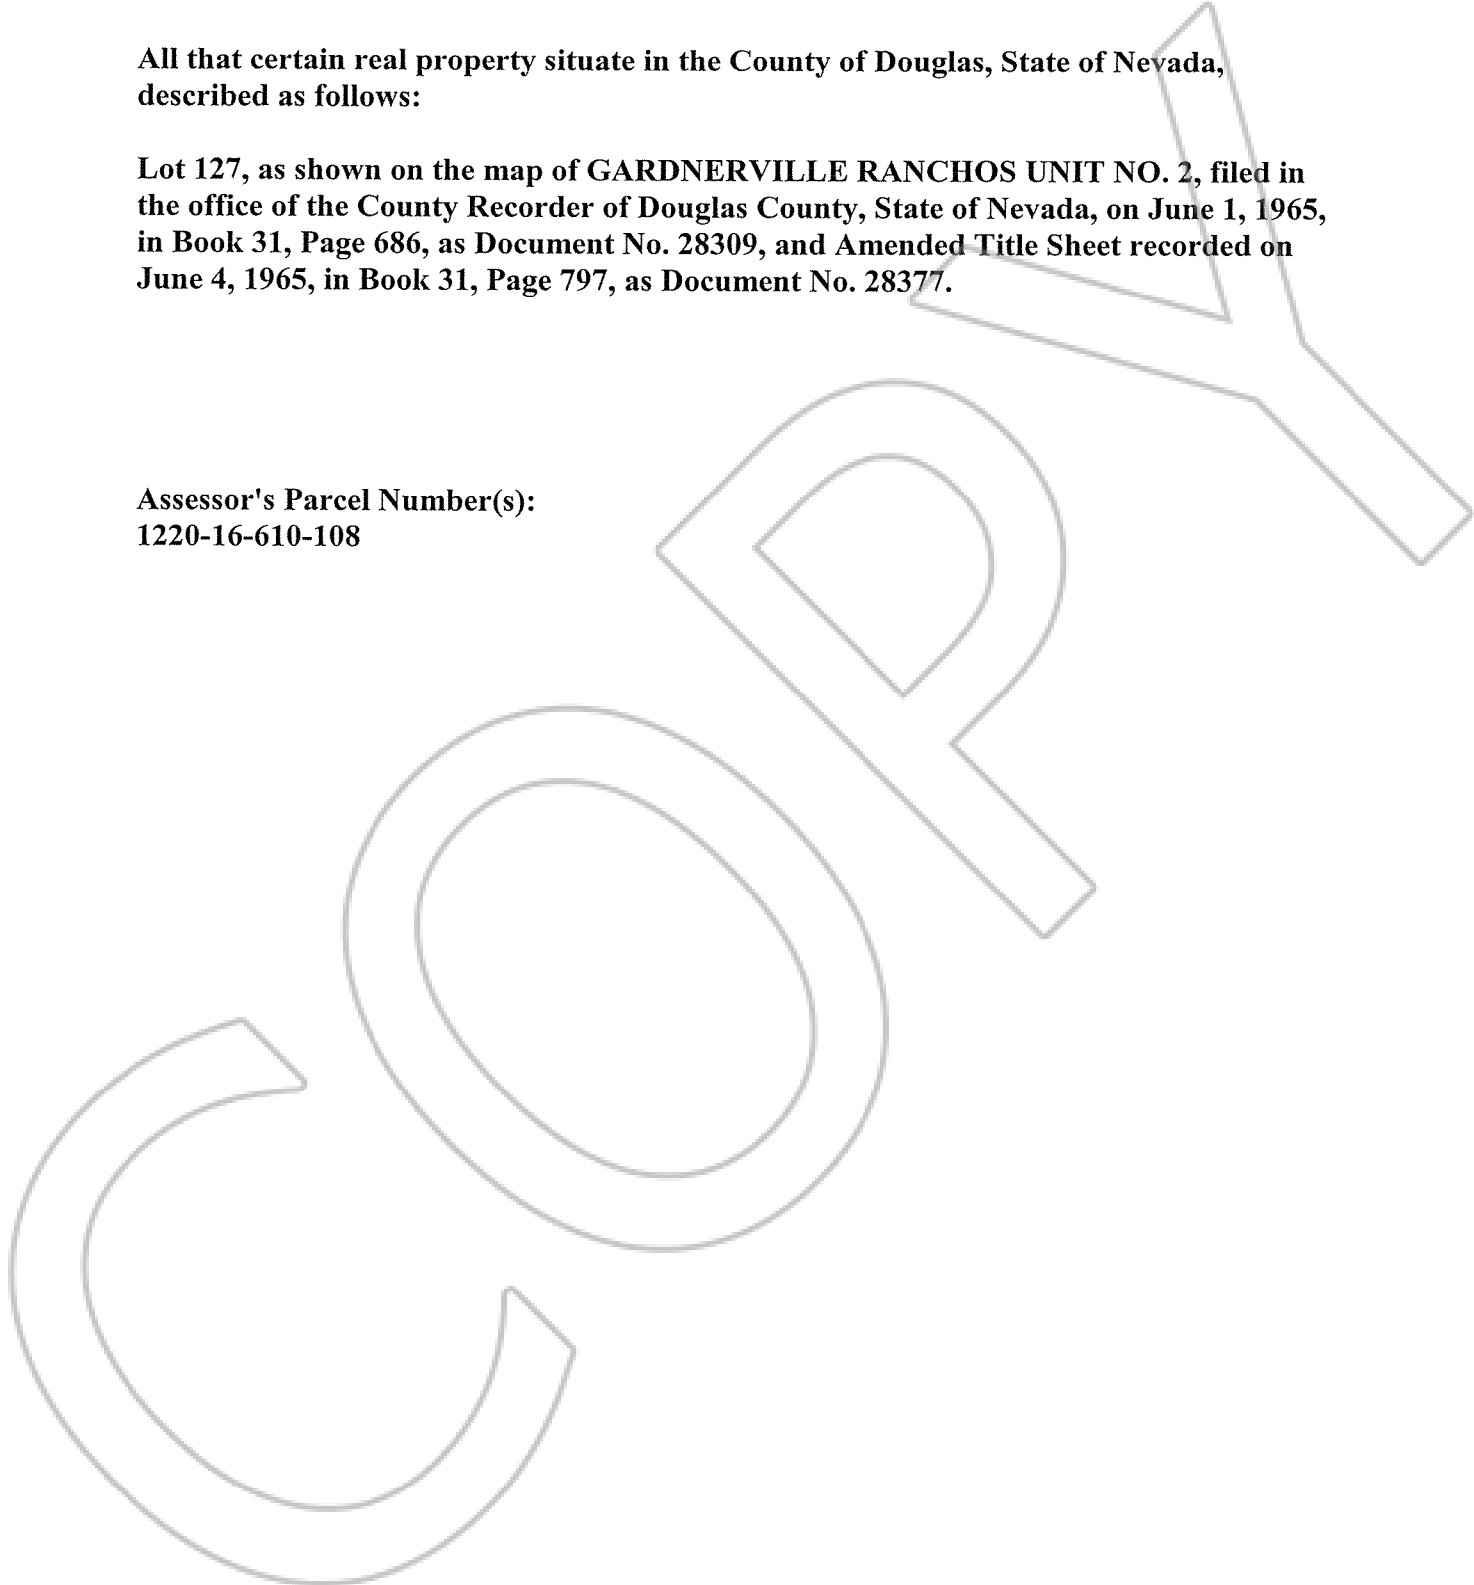 All that certain real property situate in the County of Douglas, State of Nevada,
described as follows:
Lot 127, as shown on the map of GARDNERVILLE RANCHOS UNIT NO. 2, filed in
the office of the County Recorder of Douglas County, State of Nevada, on June 1, 1965,
in Book 31, Page 686, as Document No. 28309, and Amended Title Sheet recorded on
June 4, 1965, in Book 31, Page 797, as Document No. 28377.
Assessor's Parcel Number(s):
1220-16-610-108
COPY